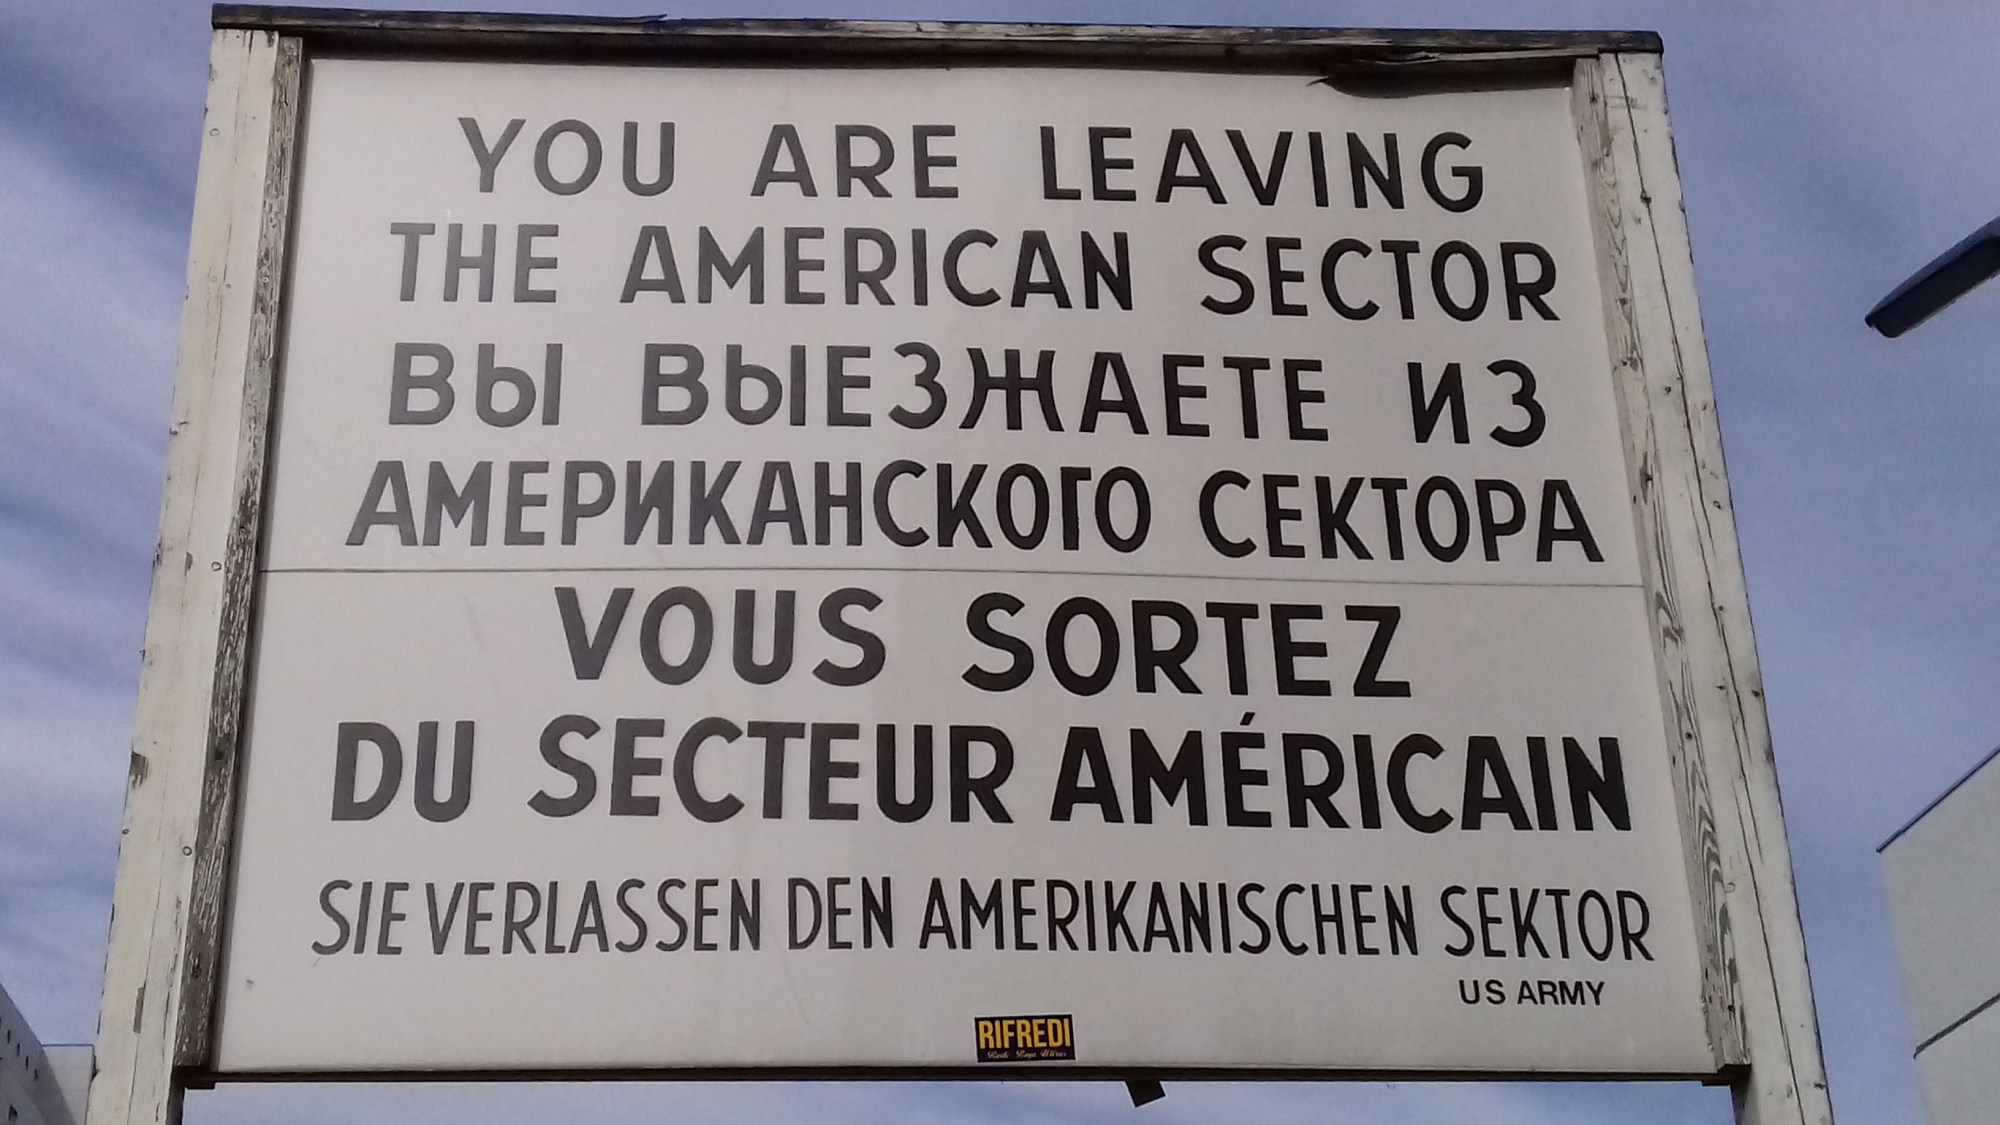 YOU ARE LEAVING
THE AMERICAN SECTOR
ВЫ ВЫЕЗЖАЕТЕ ИЗ
АМЕРИКАНСКОГО СЕКТОРА
VOUS SORTEZ
DU SECTEUR AMÉRICAIN
SIE VERLASSEN DEN AMERIKANISCHEN SEKTOR
US ARMY
RIFREDI